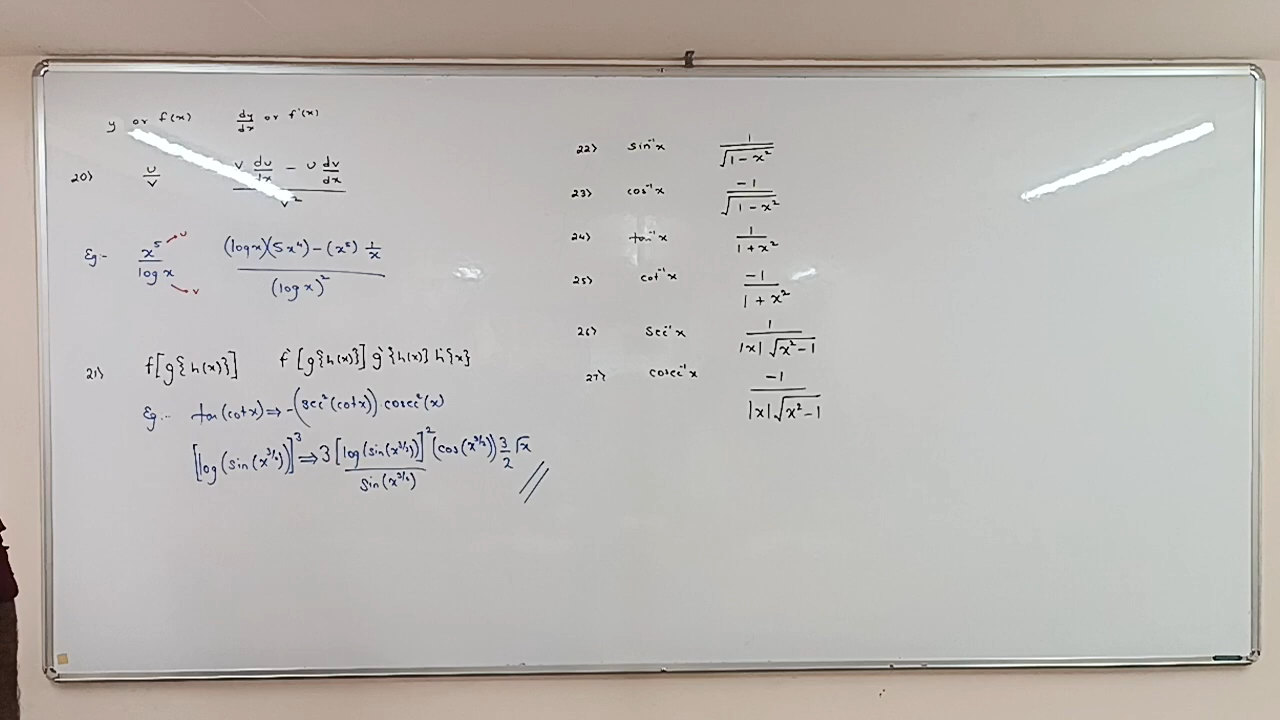 y or f(x) dy/dx or f'(x)
20) u/v (v du/dx - u dv/dx)/v²
Eg:- x⁵/log x → u → v ((log x)(5x⁴) - (x⁵) 1/x)/(log x)²
21) f[g{h(x)}] f'[g{h(x)}] g'{h(x)} h'{x}
Eg:- tan(cot x) ⇒ -(sec²(cot x)).cosec²(x)
[log(sin(x^3/2))]³ ⇒ 3[log(sin(x^3/2))]²/sin(x^3/2) (cos(x^3/2)) 3/2 √x //
22) sin⁻¹x 1/√(1-x²)
23) cos⁻¹x -1/√(1-x²)
24) tan⁻¹x 1/(1+x²)
25) cot⁻¹x -1/(1+x²)
26) sec⁻¹x 1/(|x|√(x²-1))
27) cosec⁻¹x -1/(|x|√(x²-1))